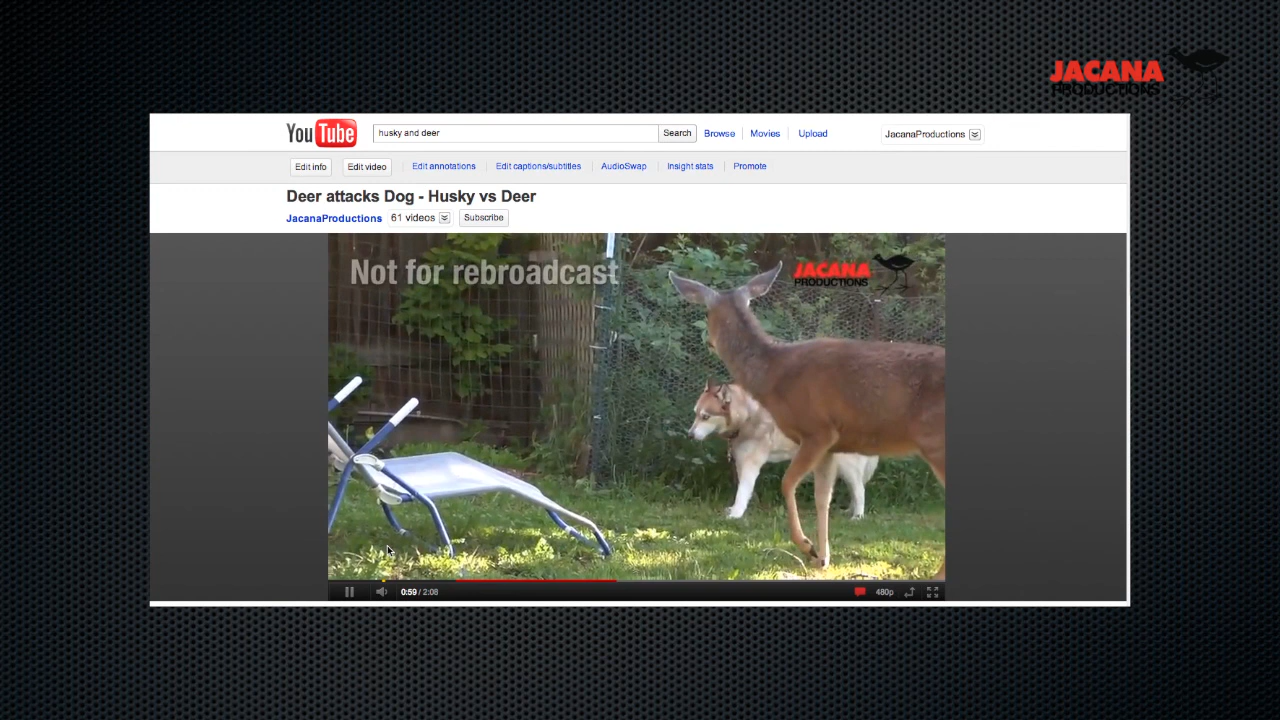 JACANA
PRODUCTIONS
YouTube
husky and deer
Search
Browse
Movies
Upload
JacanaProductions
Edit info
Edit video
Edit annotations
Edit captions/subtitles
AudioSwap
Insight stats
Promote
Deer attacks Dog - Husky vs Deer
JacanaProductions
61 videos
Subscribe
Not for rebroadcast
JACANA
PRODUCTIONS
0:59 / 2:08
480p